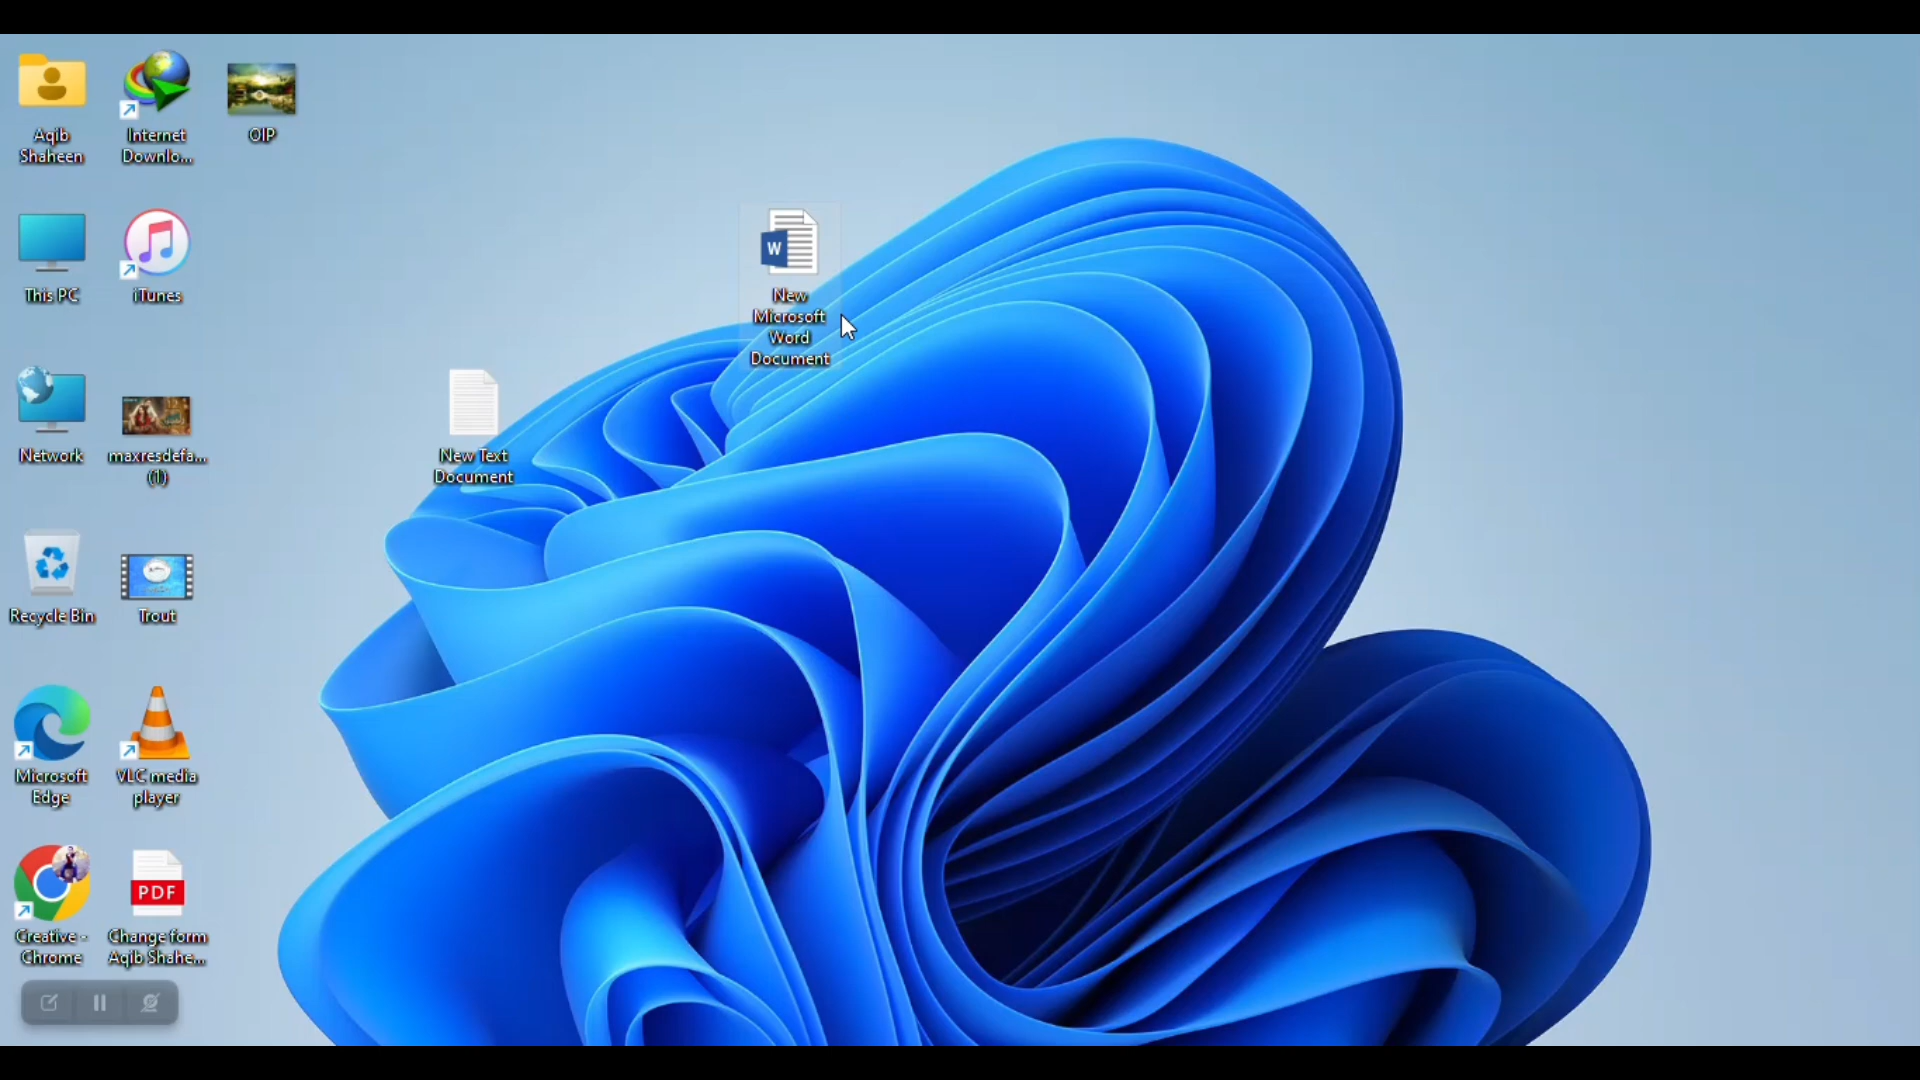 Aqib
Shaheen
Internet
Downlo...
OIP
This PC
iTunes
W
New
Microsoft
Word
Document
Network
maxresdefa...
(1)
New Text
Document
Recycle Bin
Trout
Microsoft
Edge
VLC media
player
Creative -
Chrome
PDF
Change form
Aqib Shahe...